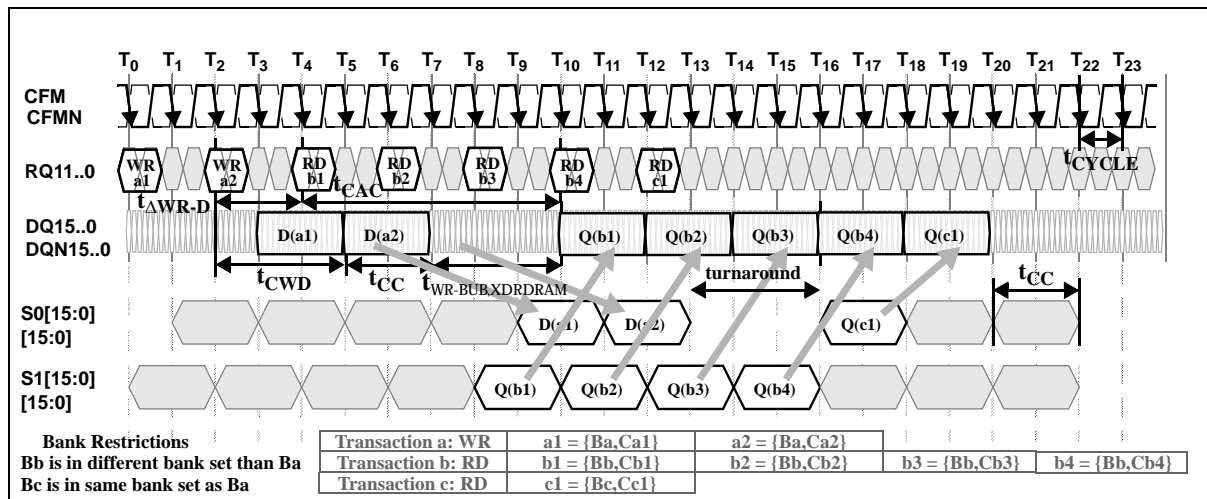 T0 T1 T2 T3 T4 T5 T6 T7 T8 T9 T10 T11 T12 T13 T14 T15 T16 T17 T18 T19 T20 T21 T22 T23
CFM
CFMN
RQ11..0
WR a1
WR a2
RD b1
RD b2
RD b3
RD b4
RD c1
tCYCLE
tΔWR-D
tCAC
DQ15..0
DQN15..0
D(a1) D(a2) Q(b1) Q(b2) Q(b3) Q(b4) Q(c1)
tCWD tCC tWR-BUB,XDRDRAM turnaround tCC
S0[15:0]
[15:0]
D(a1) D(a2) Q(c1)
S1[15:0]
[15:0]
Q(b1) Q(b2) Q(b3) Q(b4)
Bank Restrictions
Transaction a: WR a1 = {Ba,Ca1} a2 = {Ba,Ca2}
Bb is in different bank set than Ba
Transaction b: RD b1 = {Bb,Cb1} b2 = {Bb,Cb2} b3 = {Bb,Cb3} b4 = {Bb,Cb4}
Bc is in same bank set as Ba
Transaction c: RD c1 = {Bc,Cc1}